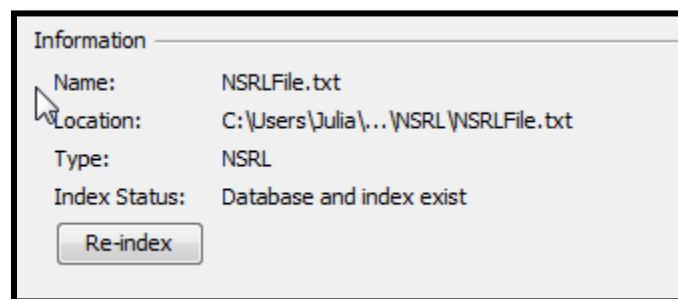 Information
Name: NSRLFile.txt
Location: C:\Users\Julia\...\NSRL\NSRLFile.txt
Type: NSRL
Index Status: Database and index exist
Re-index